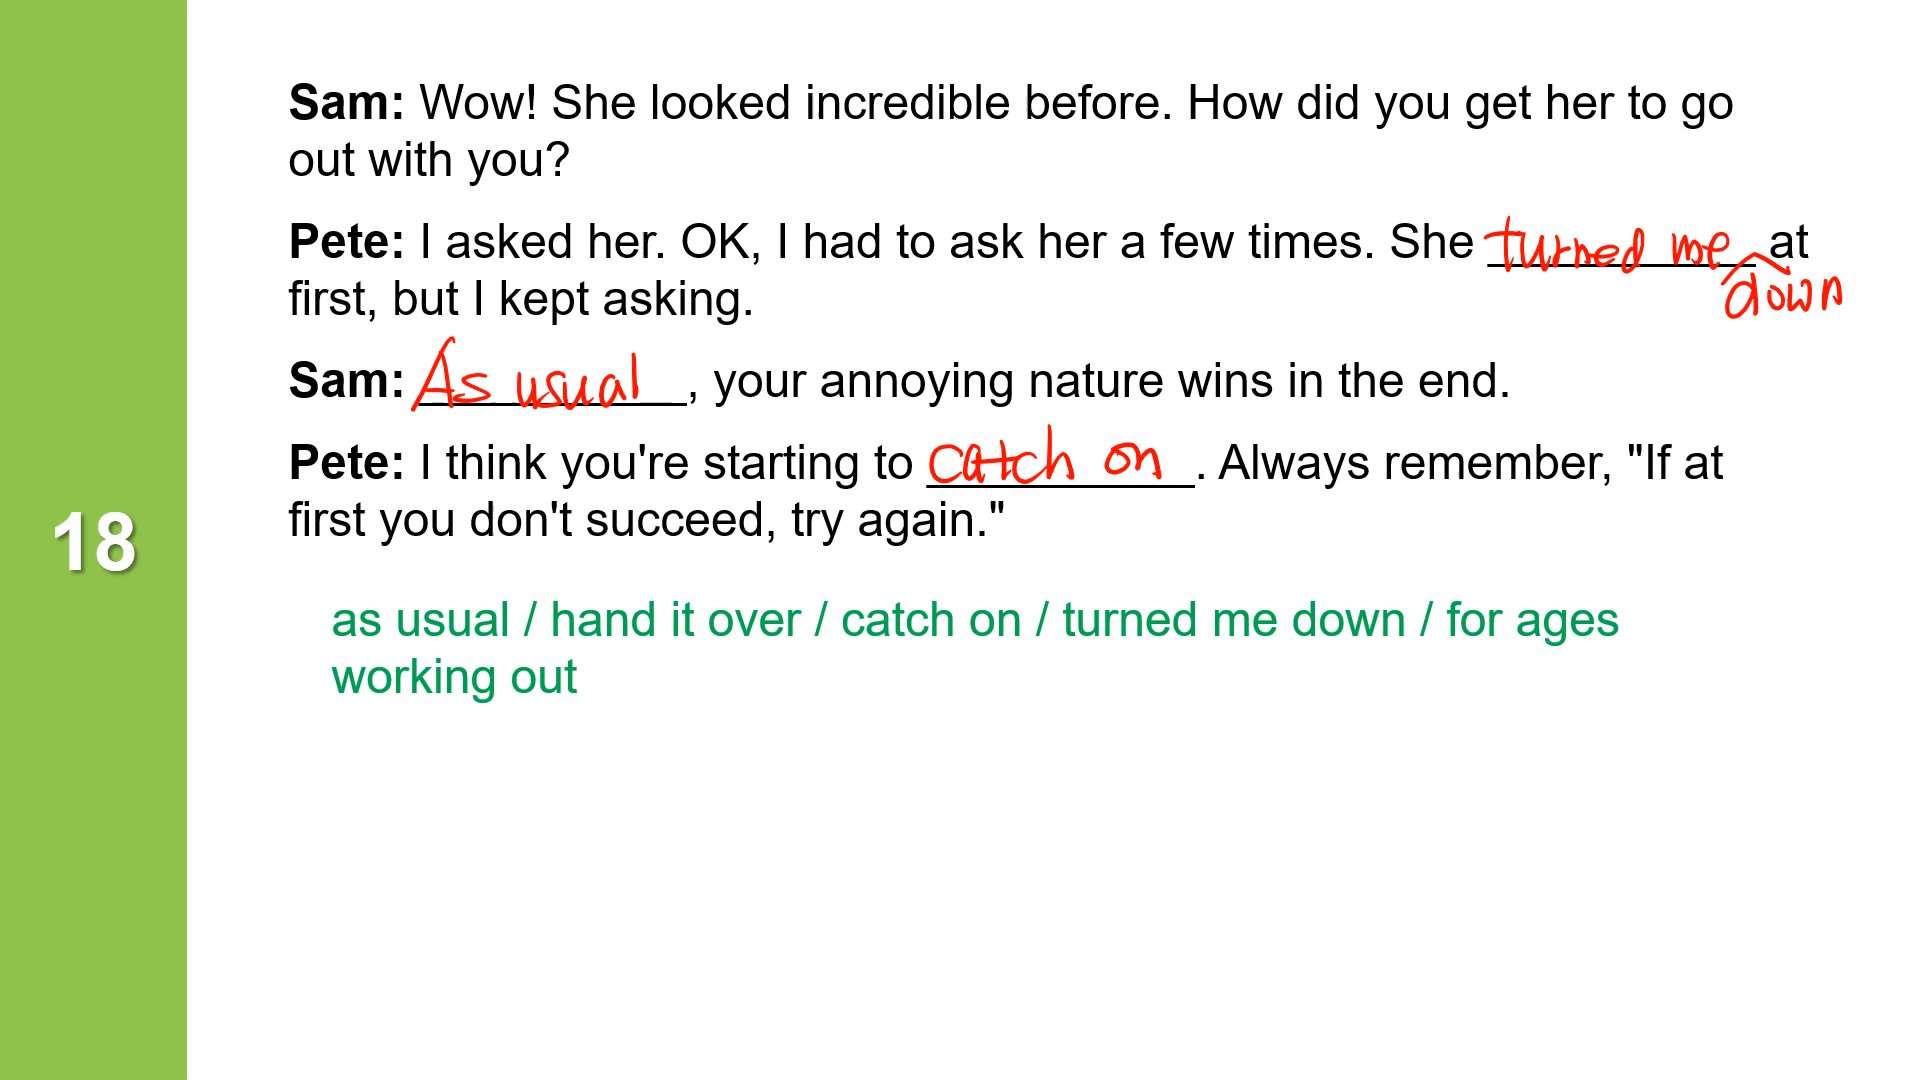 Sam: Wow! She looked incredible before. How did you get her to go
out with you?
Pete: I asked her. OK, I had to ask her a few times. She turned me down at
first, but I kept asking.
Sam: As usual, your annoying nature wins in the end.
Pete: I think you're starting to catch on. Always remember, "If at
first you don't succeed, try again."
18
as usual / hand it over / catch on / turned me down / for ages
working out